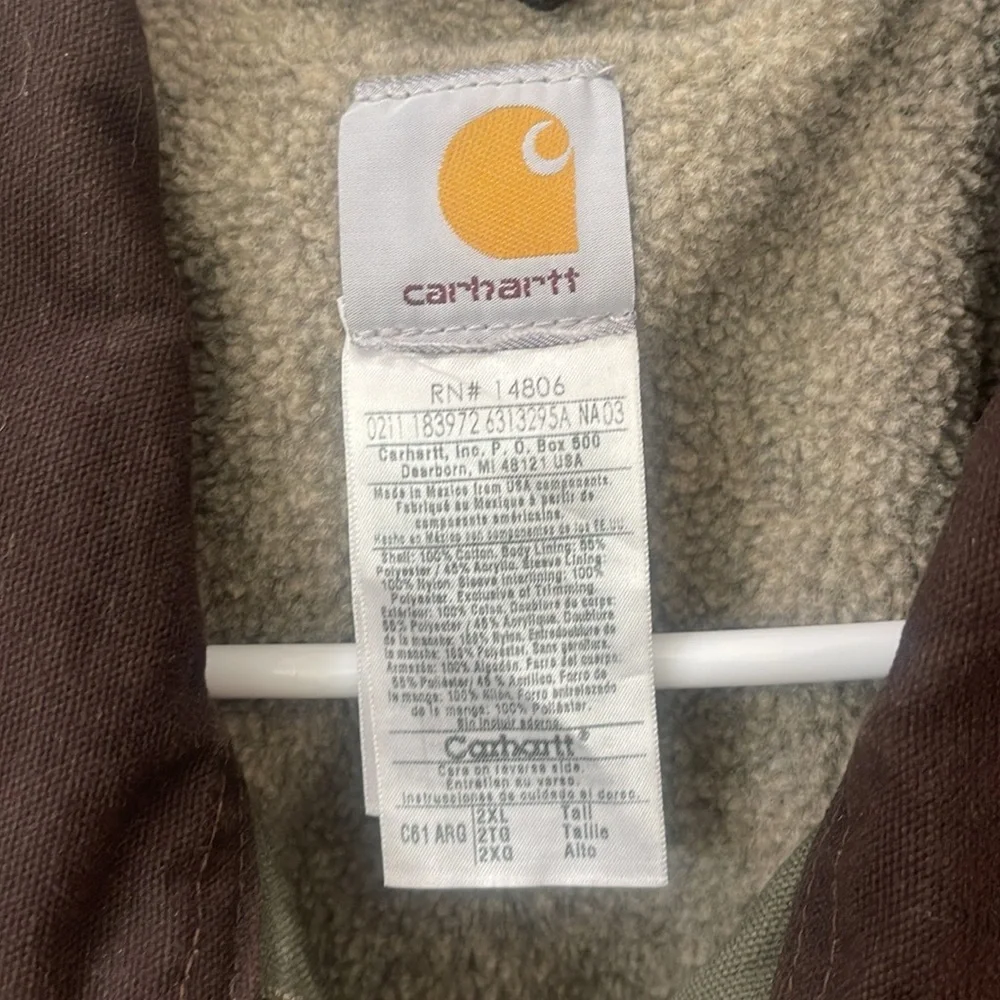 carhartt
RN# 14806
0211 183972 6313295A NA03
Carhartt, Inc. P. O. Box 600
Dearborn, MI 48121 USA
Made in Mexico from USA components.
Fabriqué au Mexique à partir de
composants américains.
Hecho en México con componentes de los EE.UU.
Shell: 100% Cotton. Body Lining: 55%
Polyester / 45% Acrylic. Sleeve Lining:
100% Nylon. Sleeve Interlining: 100%
Polyester. Exclusive of Trimming.
Extérieur: 100% Coton. Doublure de corps:
55% Polyester/ 45% Acrylique. Doublure
de la manche: 100% Nylon. Entredoublure de
la manche: 100% Polyester. Sans garniture.
Armazón: 100% Algodón. Forro del cuerpo:
55% Poliéster/ 45 % Acrílico. Forro de
la manga: 100% Nilón. Forro entrelazado
de la manga: 100% Poliéster.
Sin incluir adorno.
Carhartt®
Care on reverse side.
Entretien au verso.
Instrucciones de cuidado al dorso.
C61 ARG 2XL Tall
2TG Taille
2XG Alto